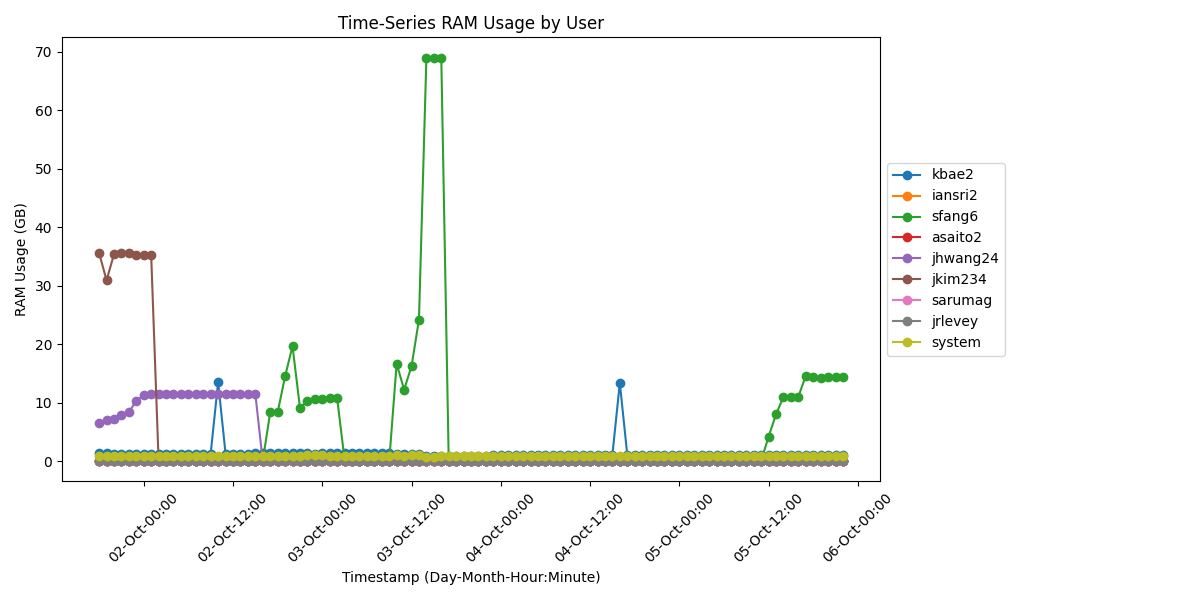 Time-Series RAM Usage by User
70
60
50
40
30
20
10
0
RAM Usage (GB)
02-Oct-00:00
02-Oct-12:00
03-Oct-00:00
03-Oct-12:00
04-Oct-00:00
04-Oct-12:00
05-Oct-00:00
05-Oct-12:00
06-Oct-00:00
Timestamp (Day-Month-Hour:Minute)
kbae2
iansri2
sfang6
asaito2
jhwang24
jkim234
sarumag
jrlevey
system